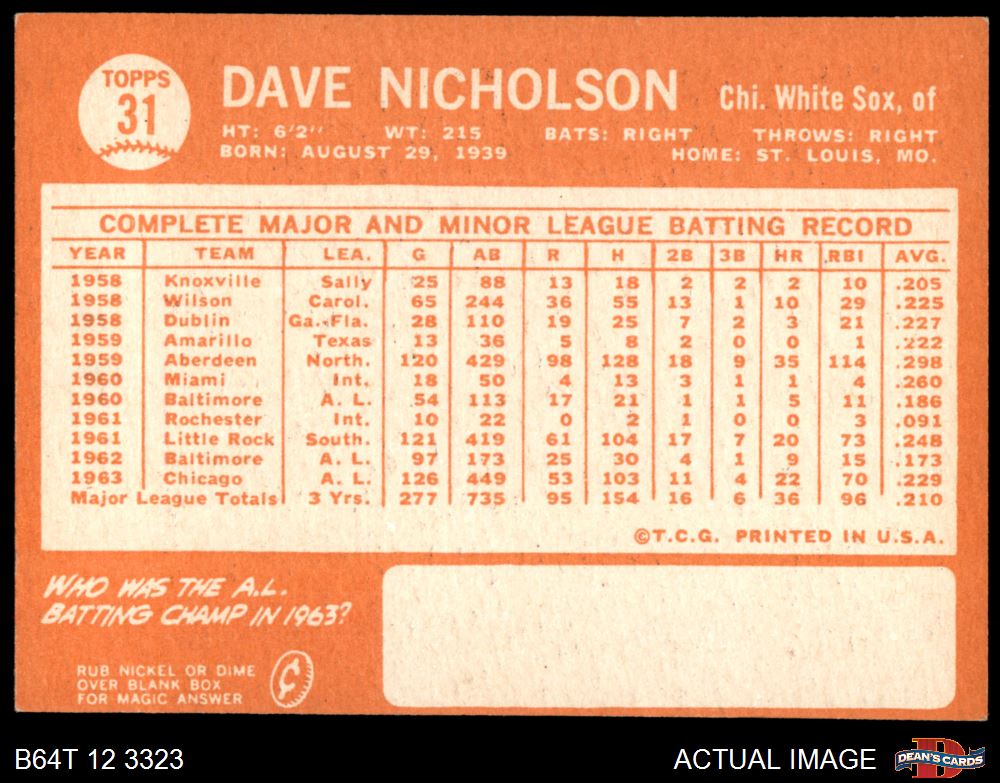 TOPPS
31
DAVE NICHOLSON Chi. White Sox, of
HT: 6'2" WT: 215 BATS: RIGHT THROWS: RIGHT
BORN: AUGUST 29, 1939 HOME: ST. LOUIS, MO.
COMPLETE MAJOR AND MINOR LEAGUE BATTING RECORD
YEAR TEAM LEA. G AB R H 2B 3B HR RBI AVG.
1958 Knoxville Sally 25 88 13 18 2 2 2 10 .205
1958 Wilson Carol. 65 244 36 55 13 1 10 29 .225
1958 Dublin Ga.-Fla. 28 110 19 25 7 2 3 21 .227
1959 Amarillo Texas 13 36 5 8 2 0 0 1 .222
1959 Aberdeen North. 120 429 98 128 18 9 35 114 .298
1960 Miami Int. 18 50 4 13 3 1 1 4 .260
1960 Baltimore A. L. 54 113 17 21 1 1 5 11 .186
1961 Rochester Int. 10 22 0 2 1 0 0 3 .091
1961 Little Rock South. 121 419 61 104 17 7 20 73 .248
1962 Baltimore A. L. 97 173 25 30 4 1 9 15 .173
1963 Chicago A. L. 126 449 53 103 11 4 22 70 .229
Major League Totals 3 Yrs. 277 735 95 154 16 6 36 96 .210
©T.C.G. PRINTED IN U.S.A.
WHO WAS THE A.L.
BATTING CHAMP IN 1963?
RUB NICKEL OR DIME
OVER BLANK BOX
FOR MAGIC ANSWER
¢
B64T 12 3323 ACTUAL IMAGE
D
DEAN'S CARDS